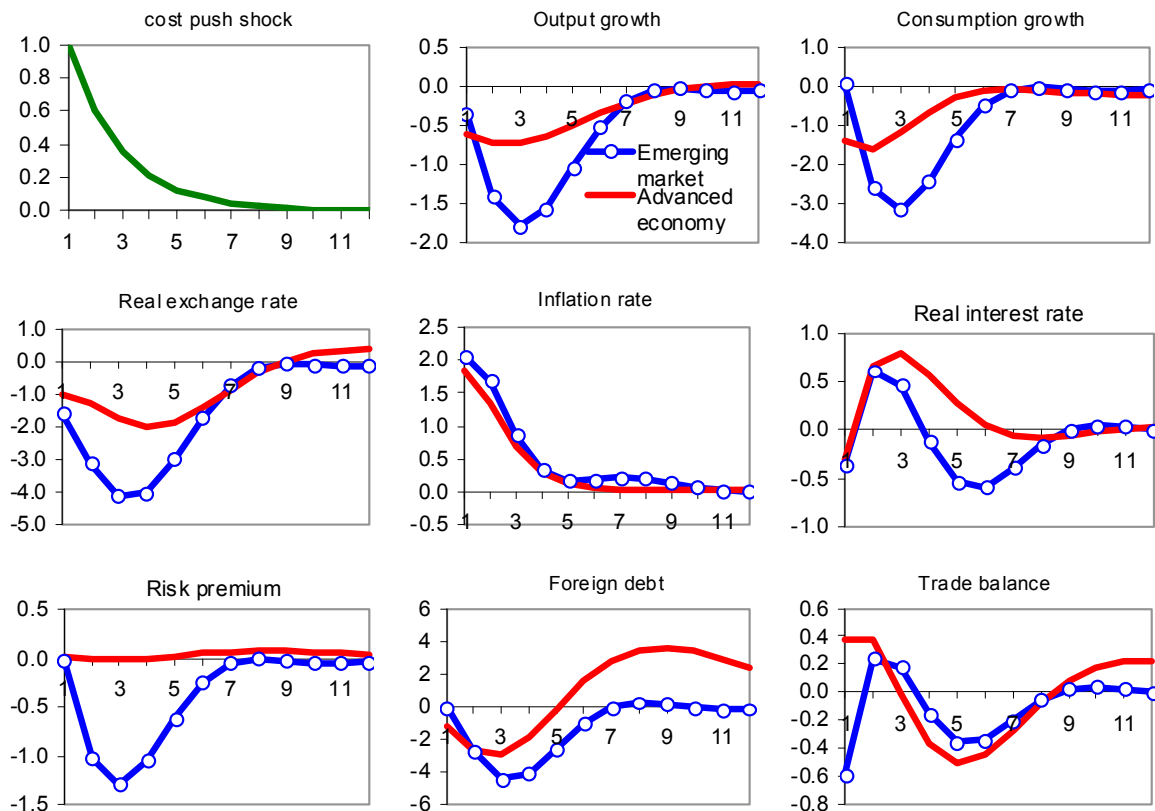 cost push shock
1.0
0.8
0.6
0.4
0.2
0.0
1 3 5 7 9 11
Output growth
0.5
0.0
-0.5
-1.0
-1.5
-2.0
1 3 5 7 9 11
Emerging
market
Advanced
economy
Consumption growth
1.0
0.0
-1.0
-2.0
-3.0
-4.0
1 3 5 7 9 11
Real exchange rate
1.0
0.0
-1.0
-2.0
-3.0
-4.0
-5.0
1 3 5 7 9 11
Inflation rate
2.5
2.0
1.5
1.0
0.5
0.0
-0.5
1 3 5 7 9 11
Real interest rate
1.0
0.5
0.0
-0.5
-1.0
1 3 5 7 9 11
Risk premium
0.5
0.0
-0.5
-1.0
-1.5
1 3 5 7 9 11
Foreign debt
6
4
2
0
-2
-4
-6
1 3 5 7 9 11
Trade balance
0.6
0.4
0.2
0.0
-0.2
-0.4
-0.6
-0.8
1 3 5 7 9 11